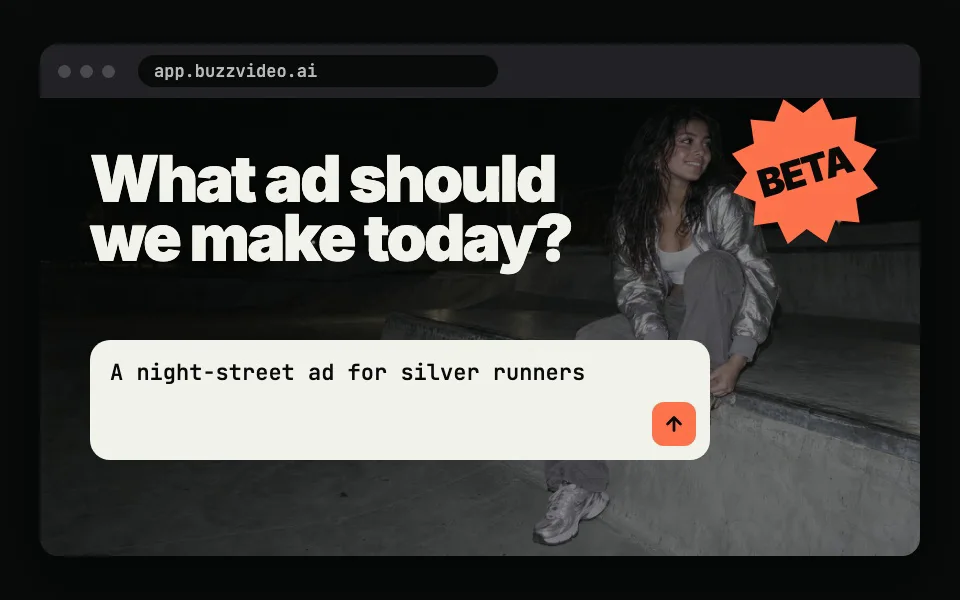 app.buzzvideo.ai
What ad should
we make today?
BETA
A night-street ad for silver runners